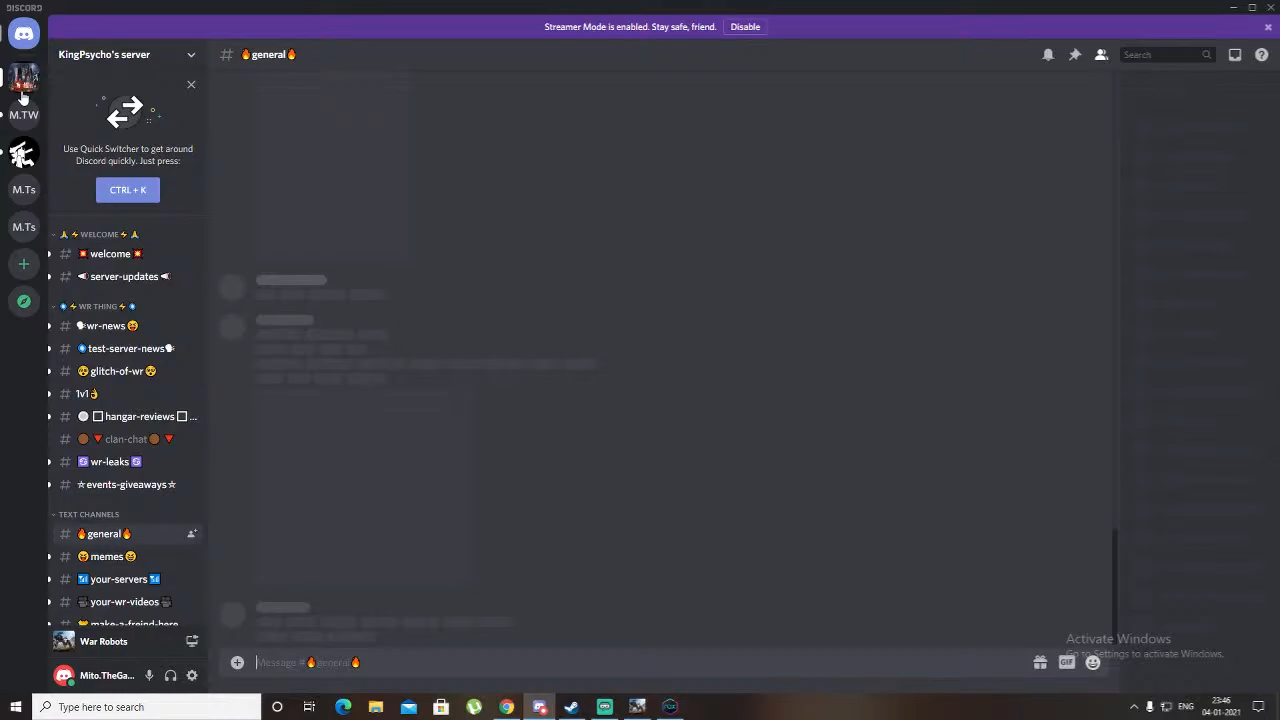 DISCORD
Streamer Mode is enabled. Stay safe, friend.
Disable
KingPsycho's server
# 🔥general🔥
Search
M.TW
M.Ts
M.Ts
Use Quick Switcher to get around
Discord quickly. Just press:
CTRL + K
🙏⚡WELCOME⚡🙏
# 💥welcome💥
# 📢server-updates📢
⚡WR THING⚡
# 🗣wr-news
# test-server-news🗣
# glitch-of-wr
# 1v1👌
# hangar-reviews ...
# 🔻clan-chat🔻
# wr-leaks
# events-giveaways
TEXT CHANNELS
# 🔥general🔥
# memes
# 📶your-servers📶
# your-wr-videos
# make-a-freind-here
War Robots
Mito.TheGa...
Message #🔥general🔥
GIF
Activate Windows
Go to Settings to activate Windows.
Type here to search
ENG
23:46
04-01-2021